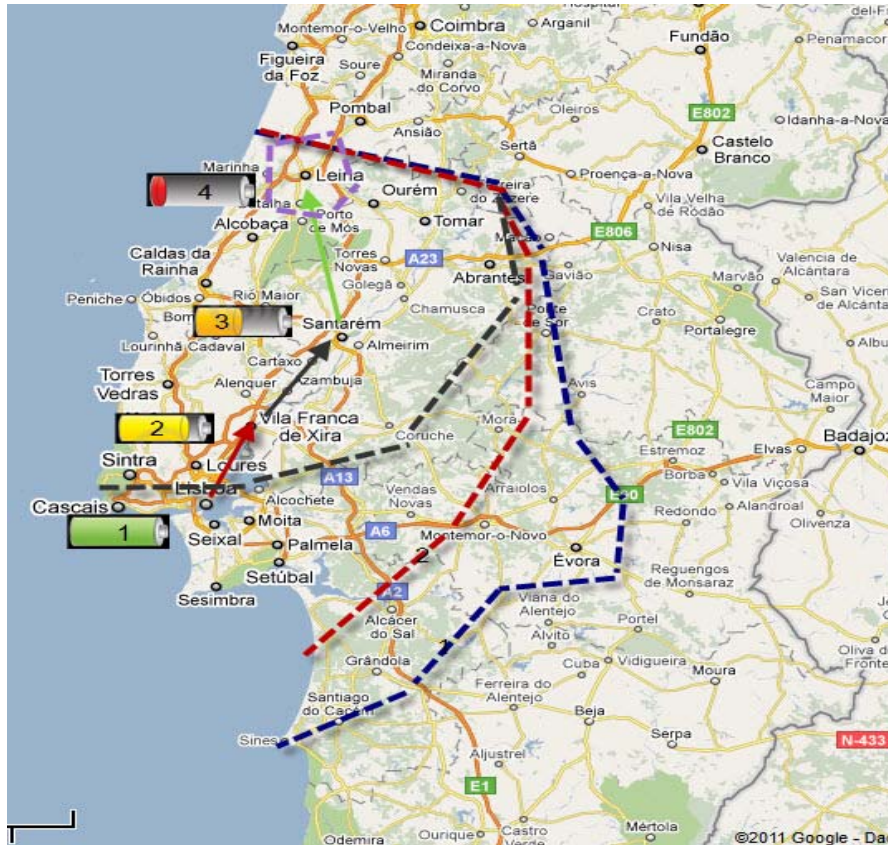 Coimbra
Arganil
Montemor-o-Velho
Condeixa-a-Nova
Fundão
Penamacor
Figueira
da Foz
Soure
Miranda
do Corvo
Pombal
Oleiros
E802
Idanha-a-Nova
Ansião
Sertã
Castelo
Branco
Marinha
Leiria
Proença-a-Nova
4
Ourém
Vila Velha
de Ródão
Alcobaça
Porto
de Mós
Tomar
E806
Nisa
Caldas da
Rainha
Torres
Novas
A23
Abrantes
Gavião
Valencia de
Alcántara
Peniche
Óbidos
Rio Maior
Golegã
Marvão
San Vicente
de Alcántara
3
Chamusca
Crato
Portalegre
Santarém
Almeirim
Lourinhã
Cadaval
Cartaxo
Torres
Vedras
Alenquer
Azambuja
Avis
Campo
Maior
2
Vila Franca
de Xira
Coruche
Mora
E802
Estremoz
Elvas
Badajoz
Sintra
Loures
A13
Borba
Vila Viçosa
Lisboa
Alcochete
Vendas
Novas
Arraiolos
E90
Alandroal
Cascais
Redondo
Olivenza
1
Seixal
Moita
Palmela
A6
Montemor-o-Novo
Setúbal
2
Évora
Reguengos
de Monsaraz
Sesimbra
A2
Alcácer
do Sal
Viana do
Alentejo
Portel
1
Alvito
Grândola
Cuba
Vidigueira
Moura
Santiago
do Cacém
Ferreira do
Alentejo
Beja
Sines
Serpa
N-433
Aljustrel
E1
Odemira
Ourique
Castro
Verde
Mértola
©2011 Google - Da